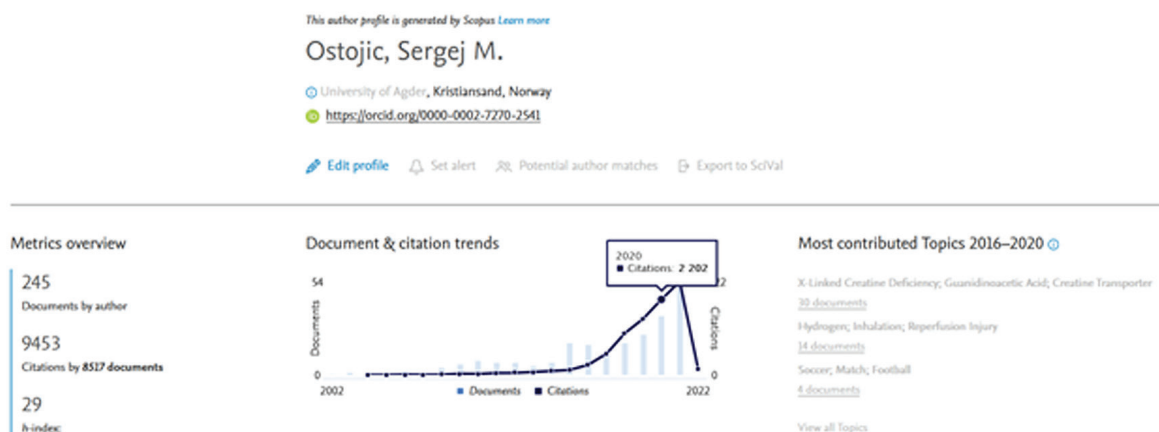 This author profile is generated by Scopus Learn more
Ostojic, Sergej M.
University of Agder, Kristiansand, Norway
https://orcid.org/0000-0002-7270-2541
Edit profile Set alert Potential author matches Export to SciVal
Metrics overview
245
Documents by author
9453
Citations by 8517 documents
29
h-index:
Document & citation trends
2020
Citations: 2 202
54
Documents
Citations
0
0
2002
2022
Documents Citations
Most contributed Topics 2016–2020
X-Linked Creatine Deficiency; Guanidinoacetic Acid; Creatine Transporter
30 documents
Hydrogen; Inhalation; Reperfusion Injury
14 documents
Soccer; Match; Football
4 documents
View all Topics